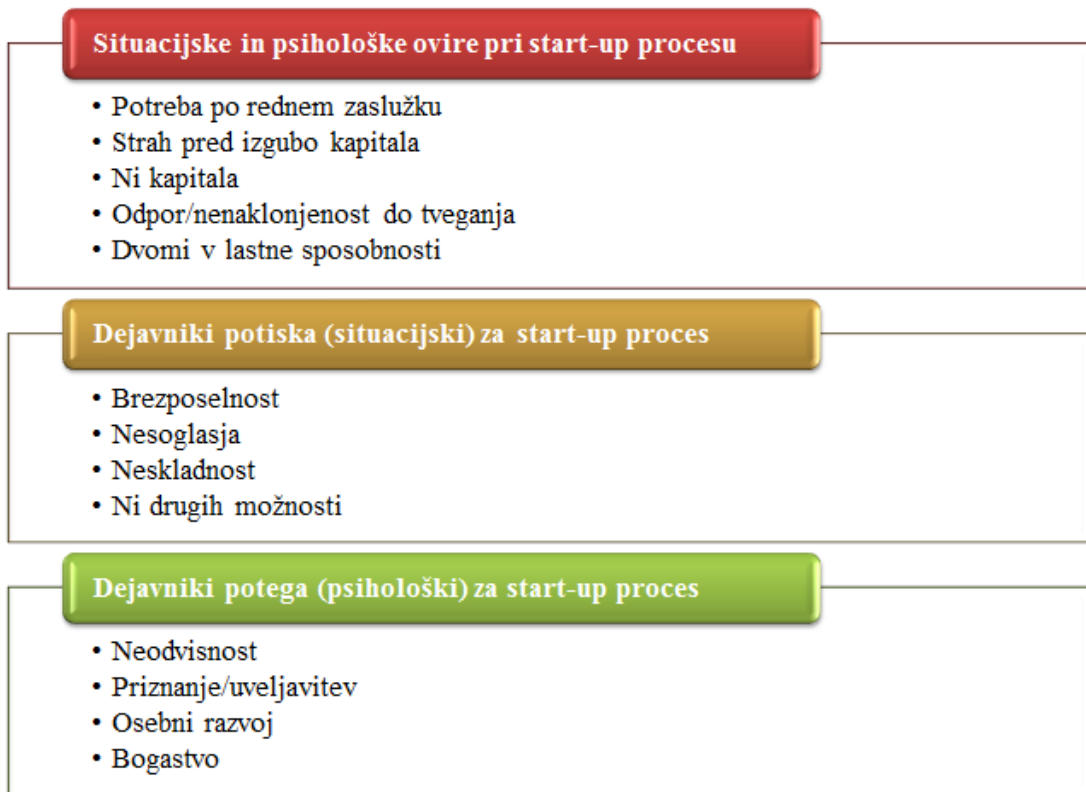 Situacijske in psihološke ovire pri start-up procesu
• Potreba po rednem zaslužku
• Strah pred izgubo kapitala
• Ni kapitala
• Odpor/nenaklonjenost do tveganja
• Dvomi v lastne sposobnosti
Dejavniki potiska (situacijski) za start-up proces
• Brezposelnost
• Nesoglasja
• Neskladnost
• Ni drugih možnosti
Dejavniki potega (psihološki) za start-up proces
• Neodvisnost
• Priznanje/uveljavitev
• Osebni razvoj
• Bogastvo